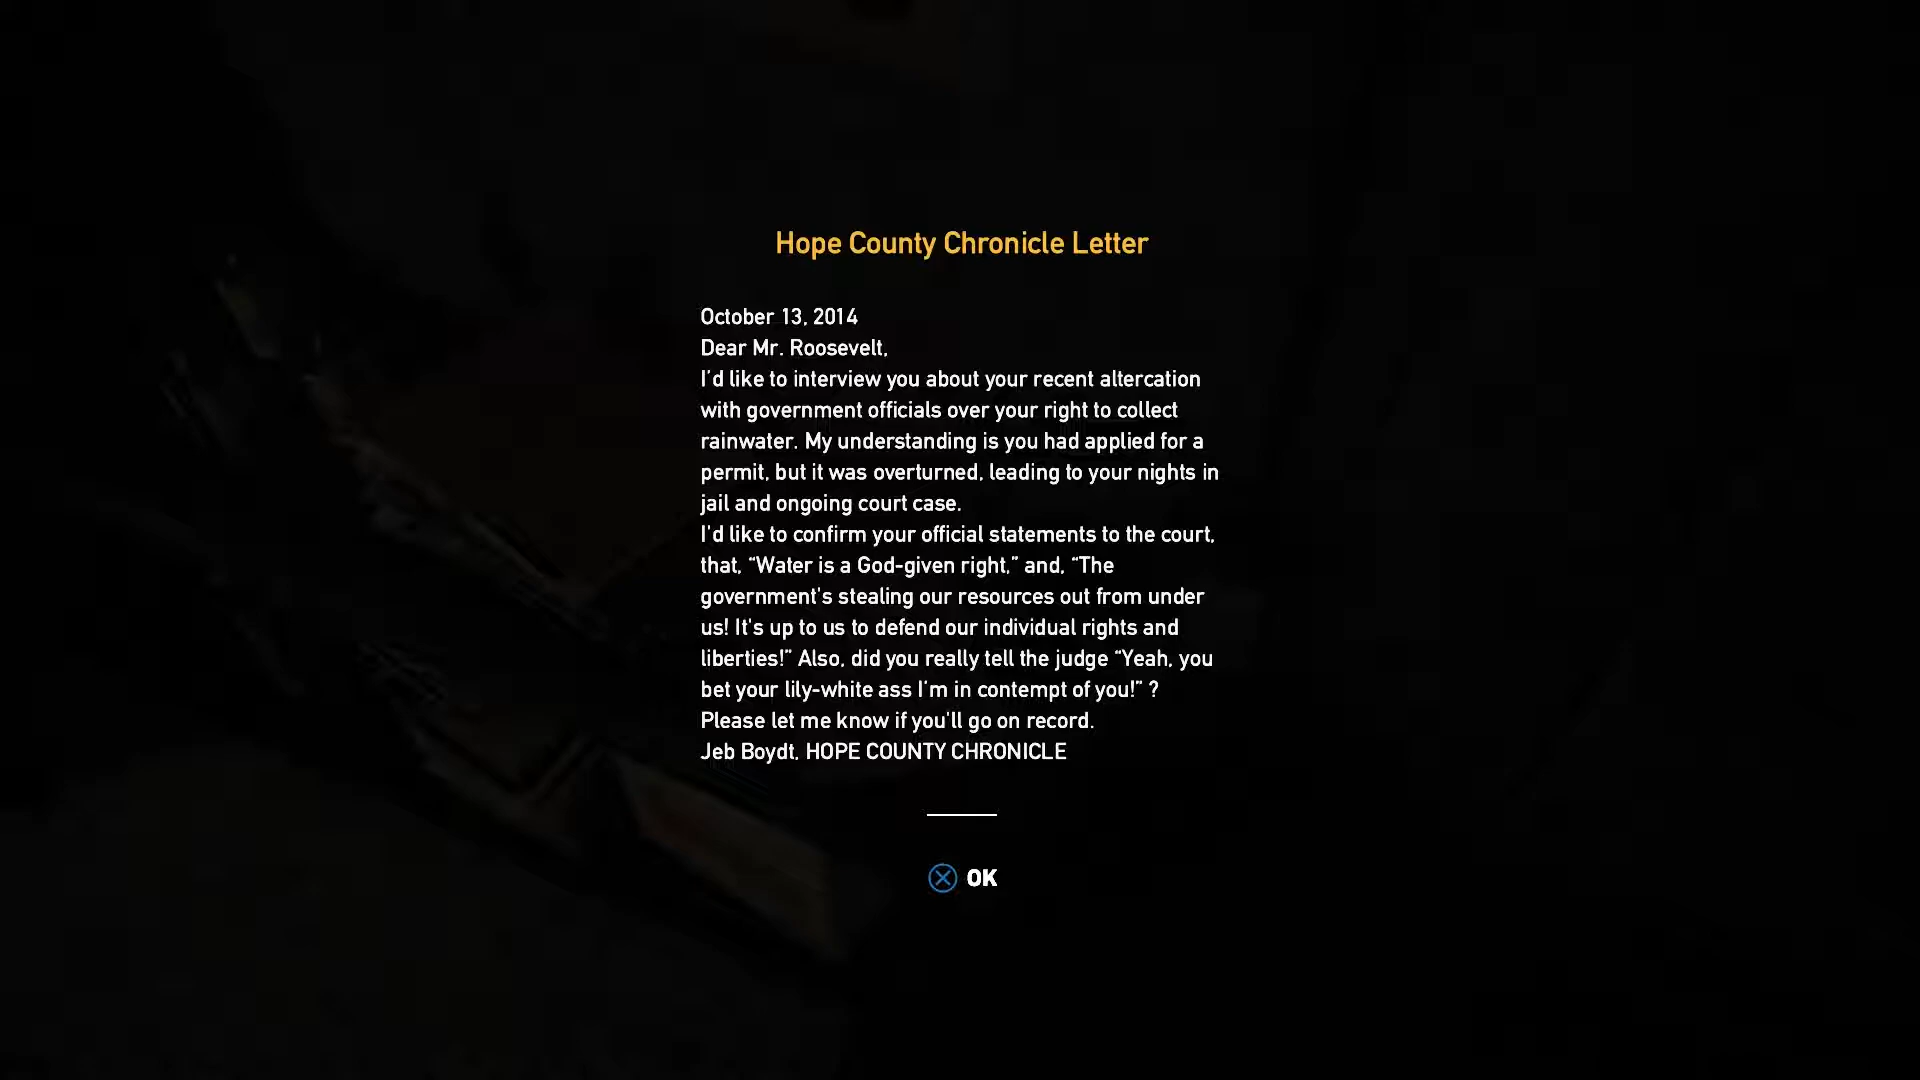 Hope County Chronicle Letter
October 13, 2014
Dear Mr. Roosevelt,
I'd like to interview you about your recent altercation
with government officials over your right to collect
rainwater. My understanding is you had applied for a
permit, but it was overturned, leading to your nights in
jail and ongoing court case.
I'd like to confirm your official statements to the court,
that, “Water is a God-given right,” and, “The
government's stealing our resources out from under
us! It's up to us to defend our individual rights and
liberties!” Also, did you really tell the judge “Yeah, you
bet your lily-white ass I'm in contempt of you!” ?
Please let me know if you'll go on record.
Jeb Boydt, HOPE COUNTY CHRONICLE
OK